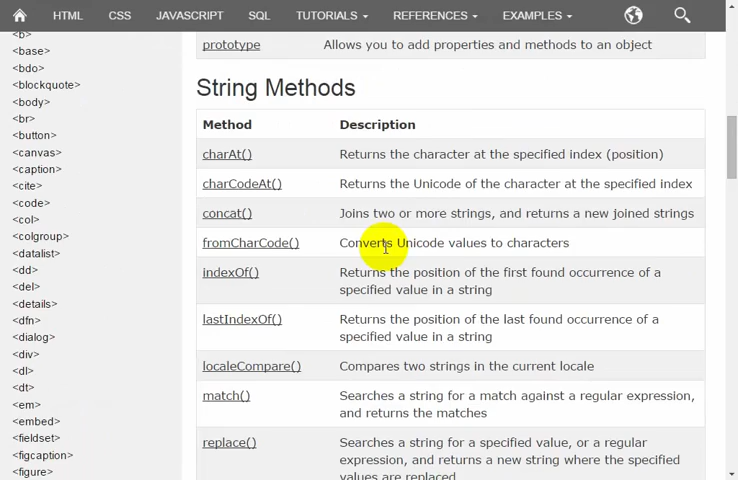 HTML CSS JAVASCRIPT SQL TUTORIALS REFERENCES EXAMPLES
<b>
<base>
<bdo>
<blockquote>
<body>
<br>
<button>
<canvas>
<caption>
<cite>
<code>
<col>
<colgroup>
<datalist>
<dd>
<del>
<details>
<dfn>
<dialog>
<div>
<dl>
<dt>
<em>
<embed>
<fieldset>
<figcaption>
<figure>
prototype Allows you to add properties and methods to an object
String Methods
Method Description
charAt() Returns the character at the specified index (position)
charCodeAt() Returns the Unicode of the character at the specified index
concat() Joins two or more strings, and returns a new joined strings
fromCharCode() Converts Unicode values to characters
indexOf() Returns the position of the first found occurrence of a
specified value in a string
lastIndexOf() Returns the position of the last found occurrence of a
specified value in a string
localeCompare() Compares two strings in the current locale
match() Searches a string for a match against a regular expression,
and returns the matches
replace() Searches a string for a specified value, or a regular
expression, and returns a new string where the specified
values are replaced